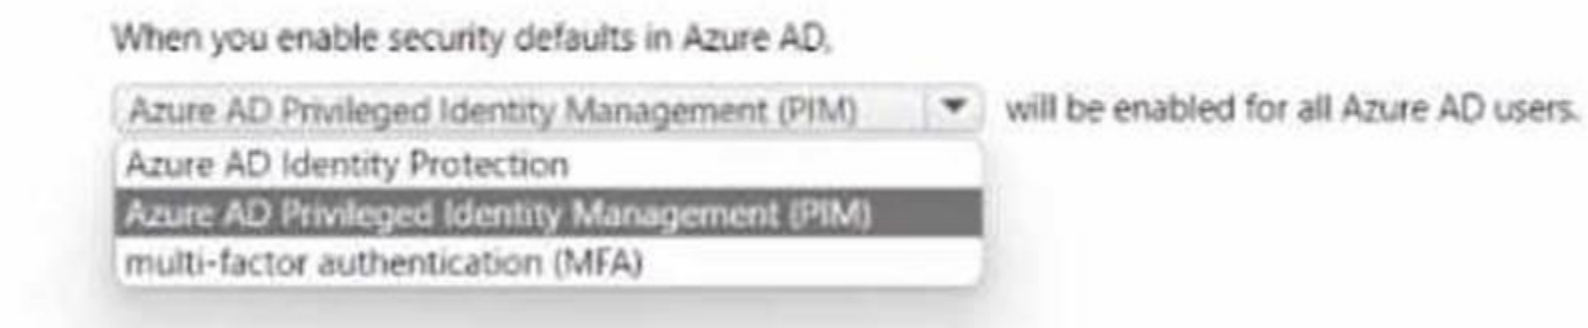 When you enable security defaults in Azure AD,
Azure AD Privileged Identity Management (PIM) will be enabled for all Azure AD users.
Azure AD Identity Protection
Azure AD Privileged Identity Management (PIM)
multi-factor authentication (MFA)